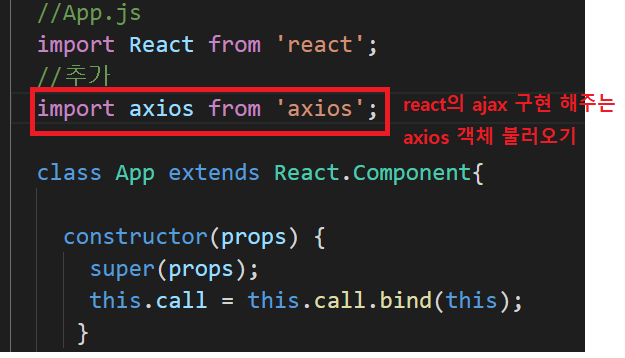 //App.js
import React from 'react';
//추가
import axios from 'axios';
react의 ajax 구현 해주는
axios 객체 불러오기
class App extends React.Component{
constructor(props) {
super(props);
this.call = this.call.bind(this);
}